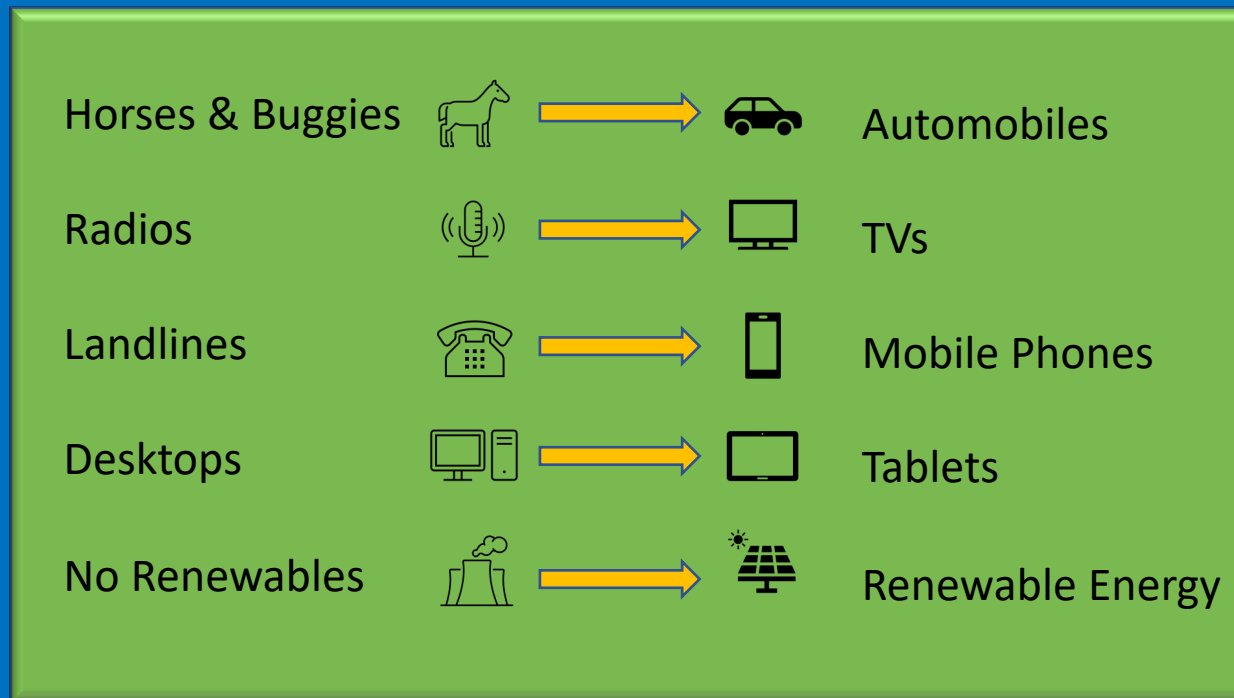 Horses & Buggies
Automobiles
Radios
TVs
Landlines
Mobile Phones
Desktops
Tablets
No Renewables
Renewable Energy